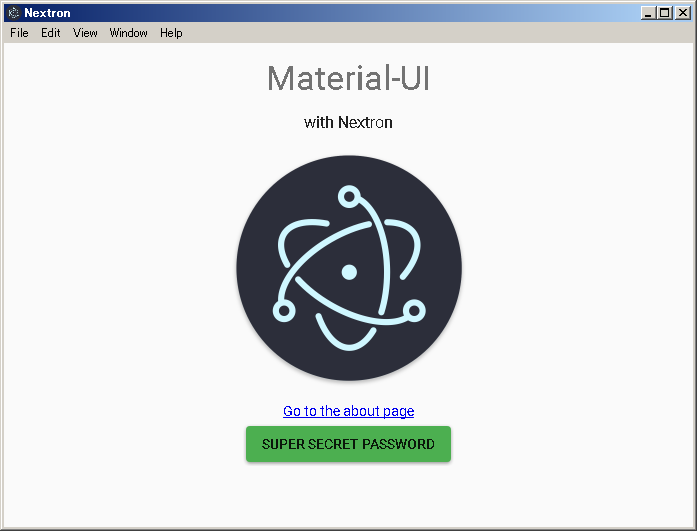 Nextron
File Edit View Window Help
Material-UI
with Nextron
Go to the about page
SUPER SECRET PASSWORD